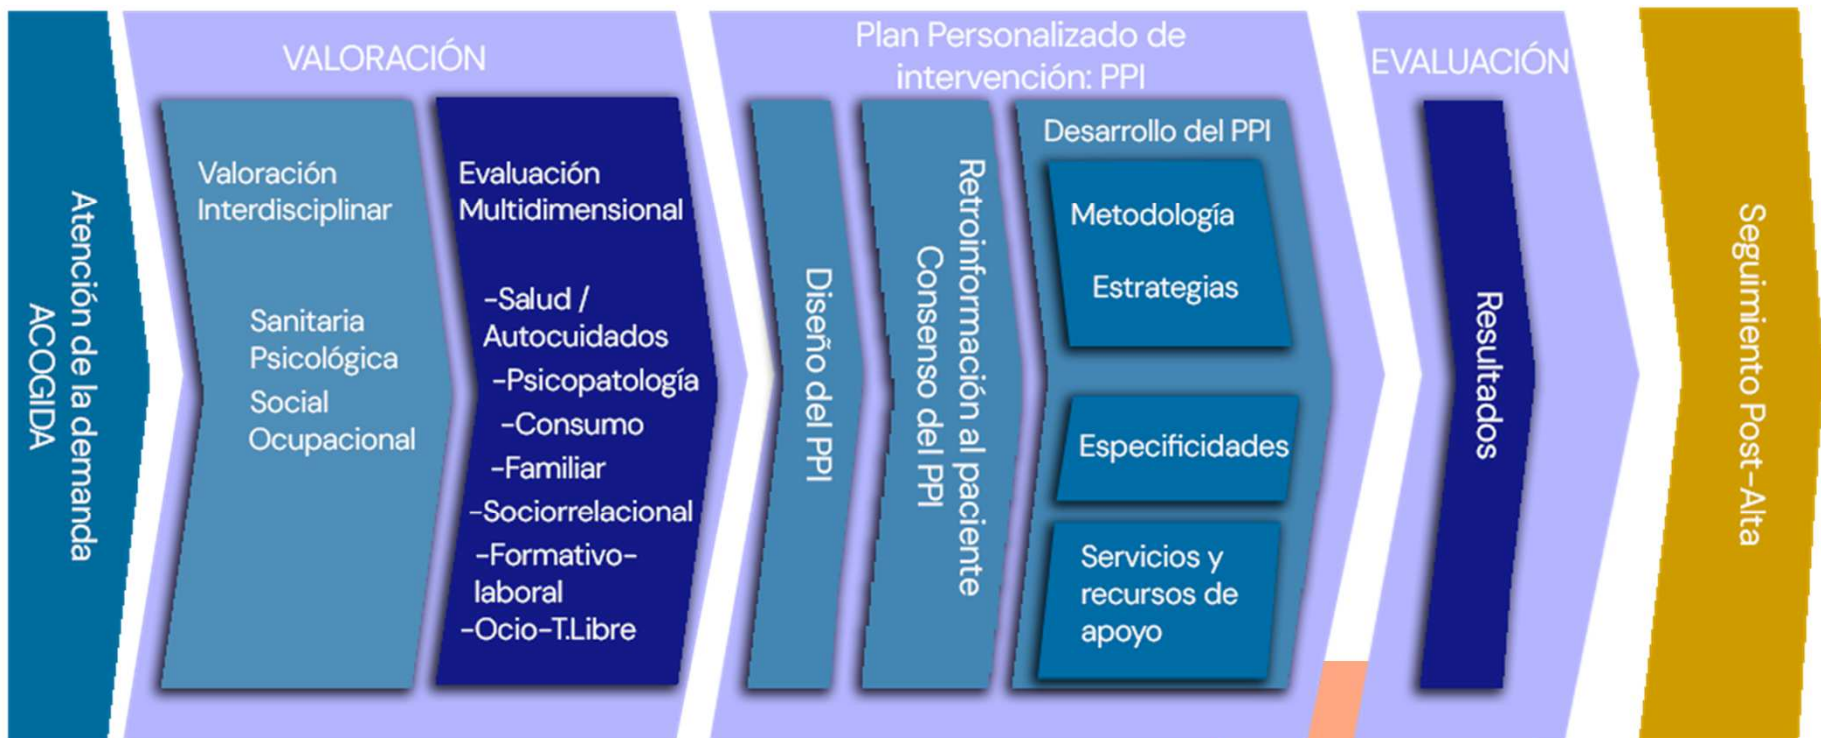 Atención de la demanda
ACOGIDA
VALORACIÓN
Valoración
Interdisciplinar
Sanitaria
Psicológica
Social
Ocupacional
Evaluación
Multidimensional
-Salud /
Autocuidados
-Psicopatología
-Consumo
-Familiar
-Sociorrelacional
-Formativo-
laboral
-Ocio-T.Libre
Plan Personalizado de
intervención: PPI
Diseño del PPI
Retroinformación al paciente
Consenso del PPI
Desarrollo del PPI
Metodología
Estrategias
Especificidades
Servicios y
recursos de
apoyo
EVALUACIÓN
Resultados
Seguimiento Post-Alta